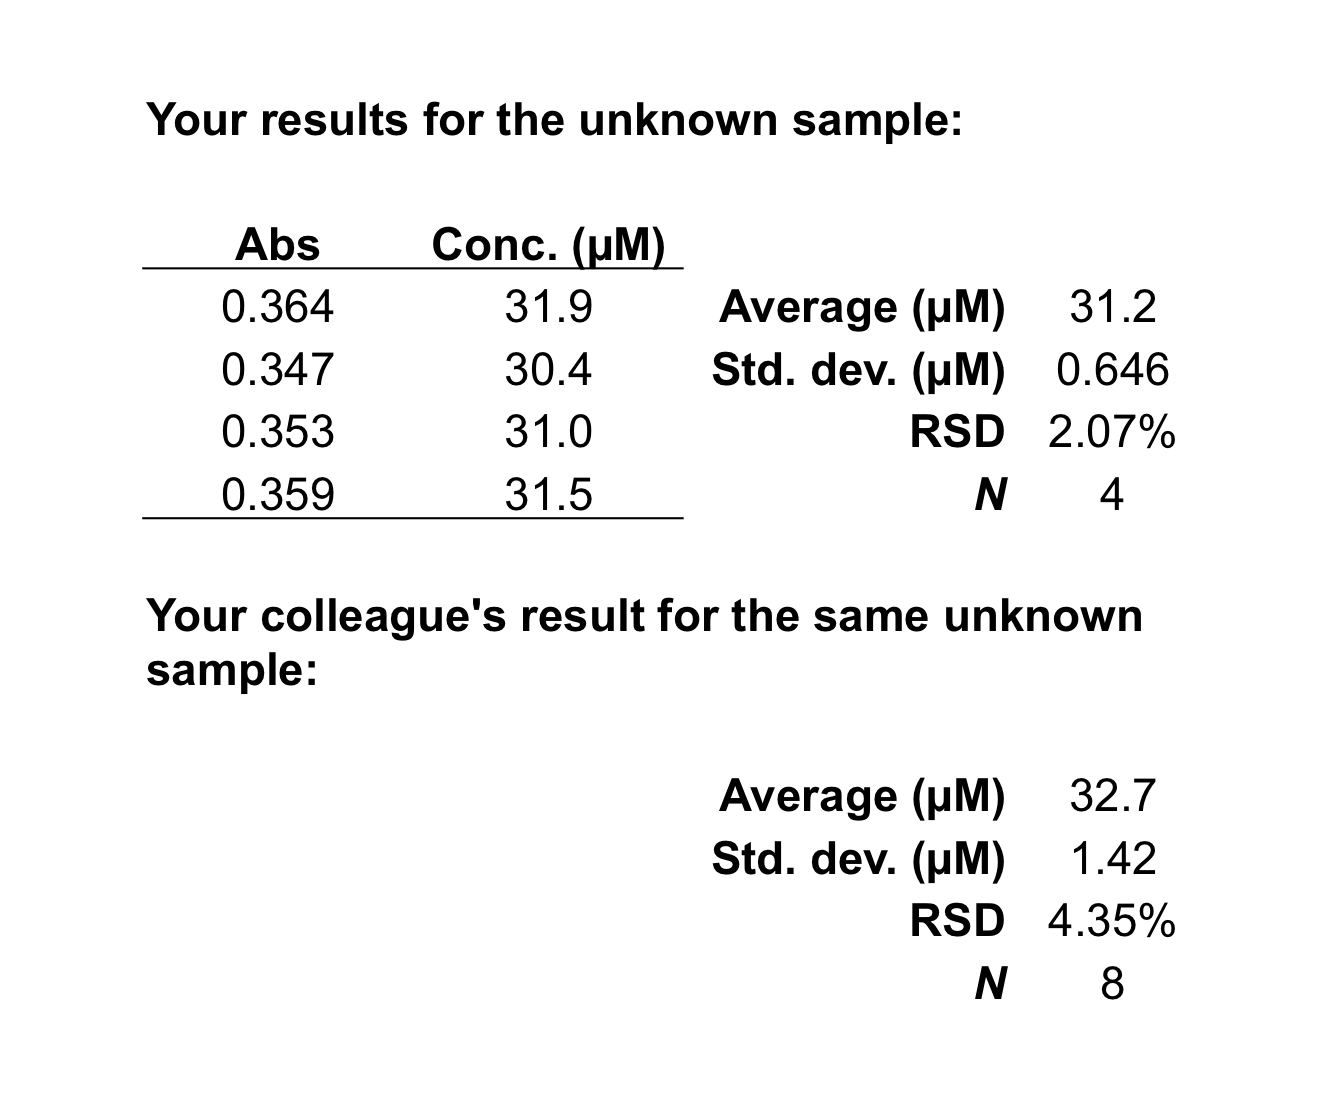 Your results for the unknown sample:
Abs Conc. (µM)
0.364 31.9 Average (µM) 31.2
0.347 30.4 Std. dev. (µM) 0.646
0.353 31.0 RSD 2.07%
0.359 31.5 N 4
Your colleague's result for the same unknown
sample:
Average (µM) 32.7
Std. dev. (µM) 1.42
RSD 4.35%
N 8